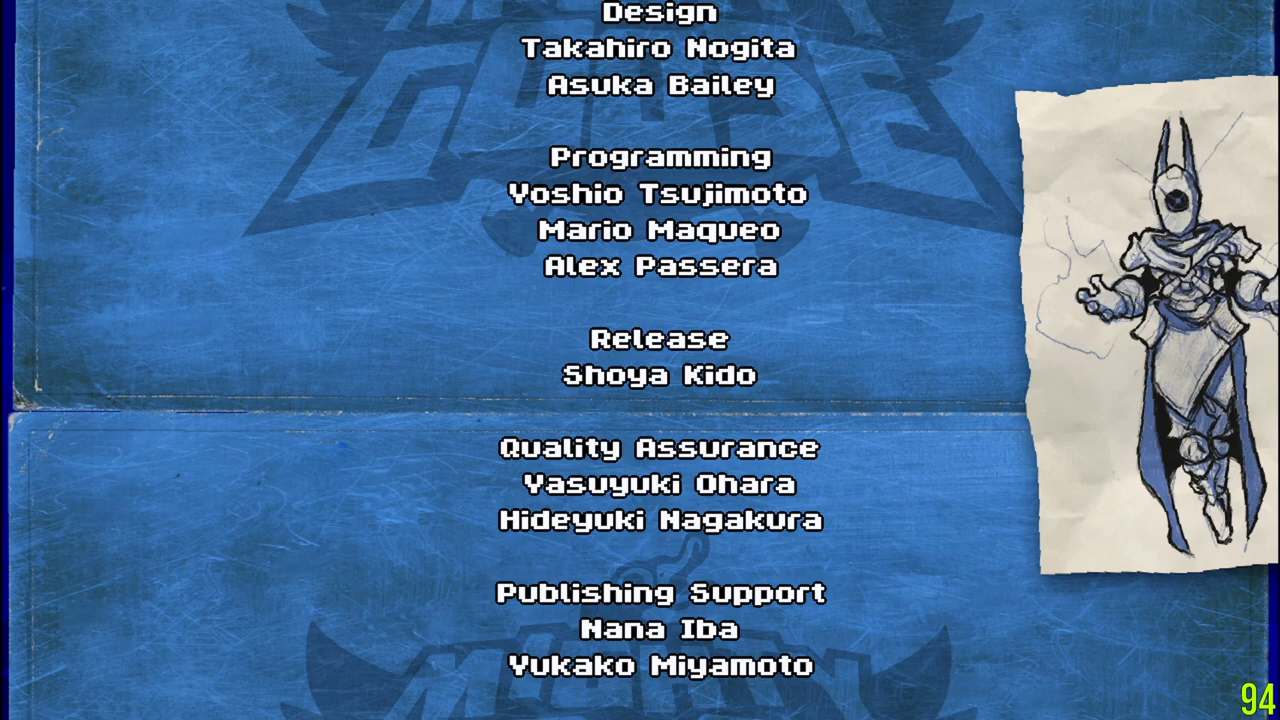 Design
Takahiro Nogita
Asuka Bailey
Programming
Yoshio Tsujimoto
Mario Maqueo
Alex Passera
Release
Shoya Kido
Quality Assurance
Yasuyuki Ohara
Hideyuki Nagakura
Publishing Support
Nana Iba
Yukako Miyamoto
MIGHTY
94